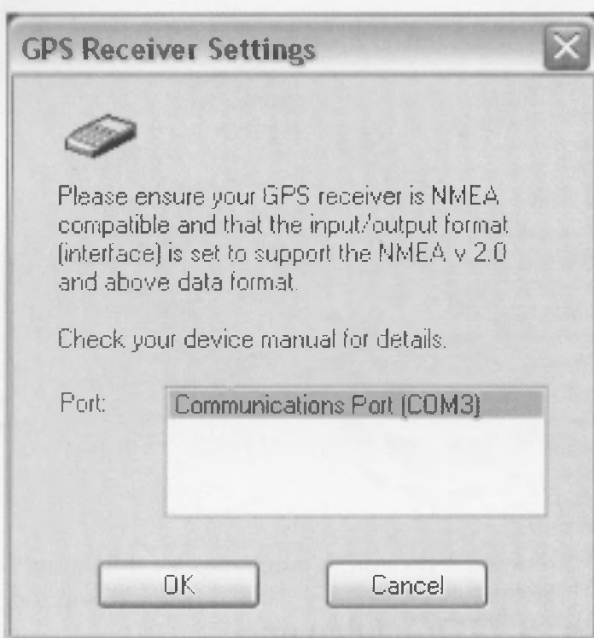 GPS Receiver Settings
Please ensure your GPS receiver is NMEA
compatible and that the input/output format
(interface) is set to support the NMEA v 2.0
and above data format.
Check your device manual for details.
Port:
Communications Port (COM3)
OK
Cancel